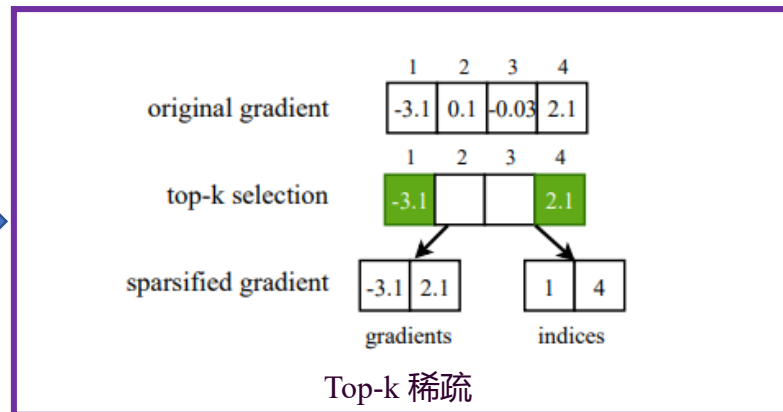 1 2 3 4
original gradient -3.1 0.1 -0.03 2.1
1 2 3 4
top-k selection -3.1 2.1
sparsified gradient -3.1 2.1 1 4
gradients indices
Top-k 稀疏